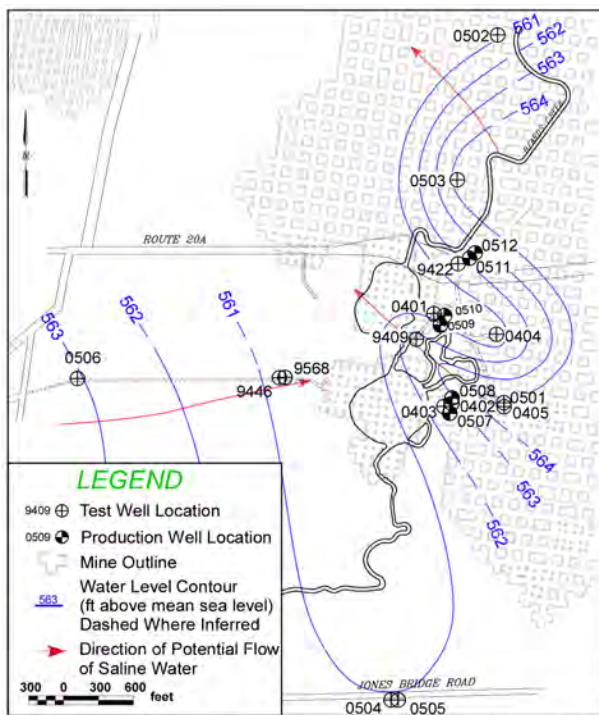 0502
561
562
563
564
0503
ROUTE 20A
9422
0512
0511
0401
0510
0509
9409
0404
563
562
561
0506
9446
9568
0508
0403
0402
0507
0501
0405
564
563
562
LEGEND
9409 Test Well Location
0509 Production Well Location
Mine Outline
563 Water Level Contour
(ft above mean sea level)
Dashed Where Inferred
Direction of Potential Flow
of Saline Water
300 0 300 600
feet
JONES BRIDGE ROAD
0504
0505